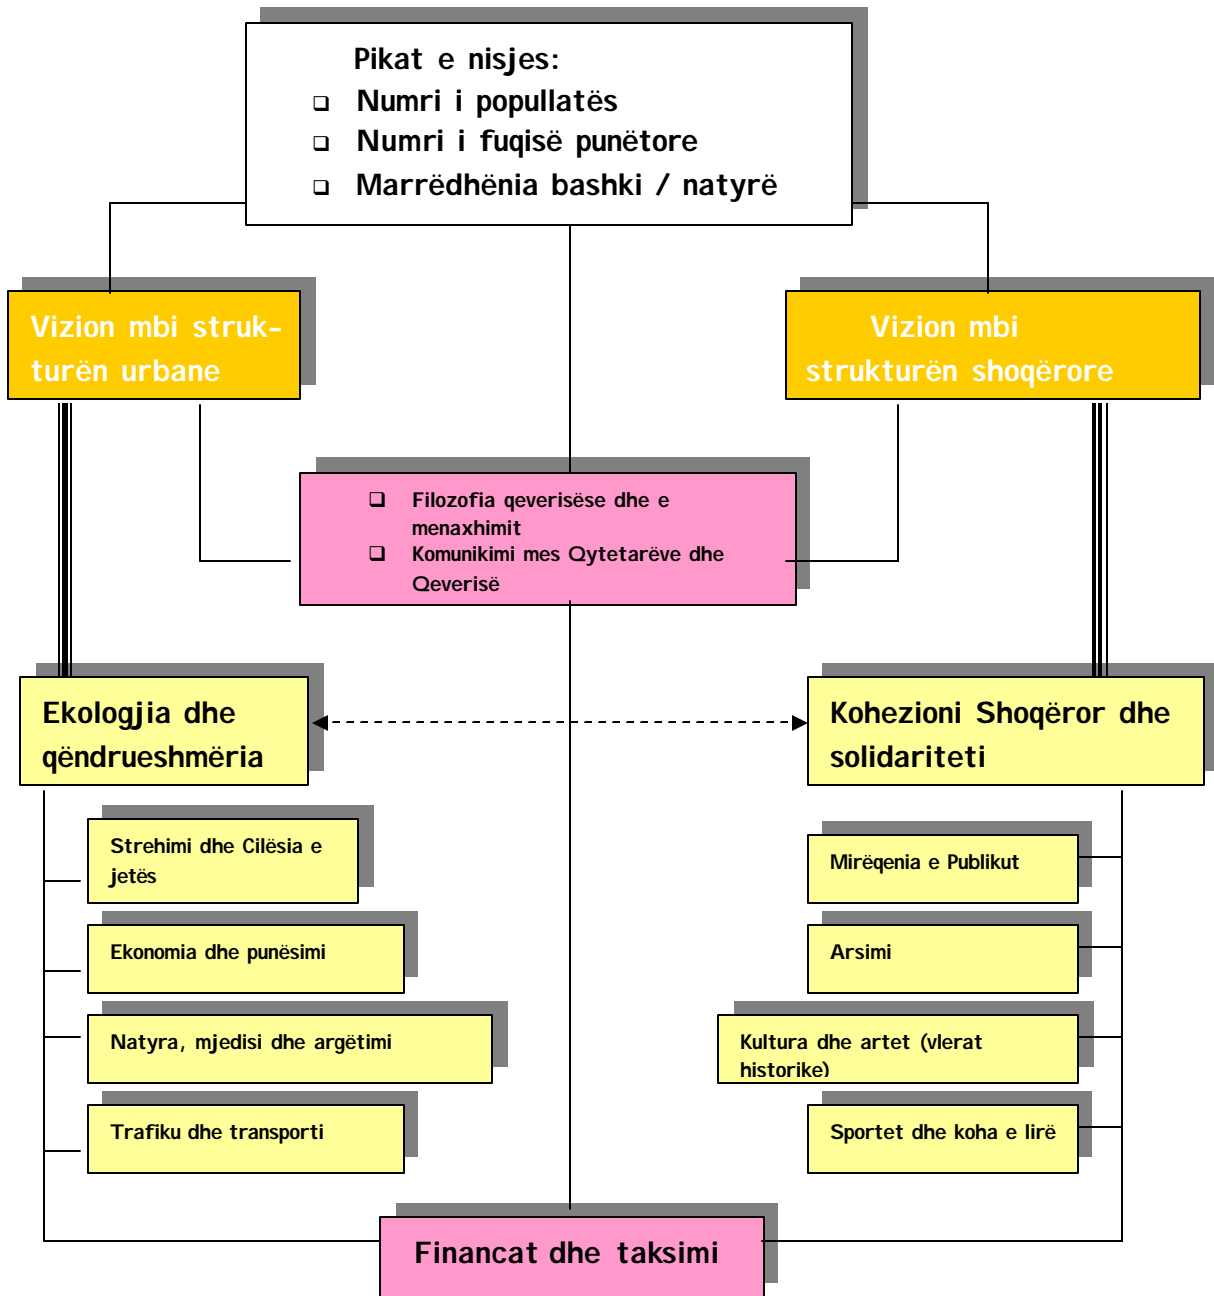 Pikat e nisjes:
❑ Numri i popullatës
❑ Numri i fuqisë punëtore
❑ Marrëdhënia bashki / natyrë
Vizion mbi struk-
turën urbane
Vizion mbi
strukturën shoqërore
❑ Filozofia qeverisëse dhe e
menaxhimit
❑ Komunikimi mes Qytetarëve dhe
Qeverisë
Ekologjia dhe
qëndrueshmëria
Kohezioni Shoqëror dhe
solidariteti
Strehimi dhe Cilësia e
jetës
Ekonomia dhe punësimi
Natyra, mjedisi dhe argëtimi
Trafiku dhe transporti
Mirëqenia e Publikut
Arsimi
Kultura dhe artet (vlerat
historike)
Sportet dhe koha e lirë
Financat dhe taksimi